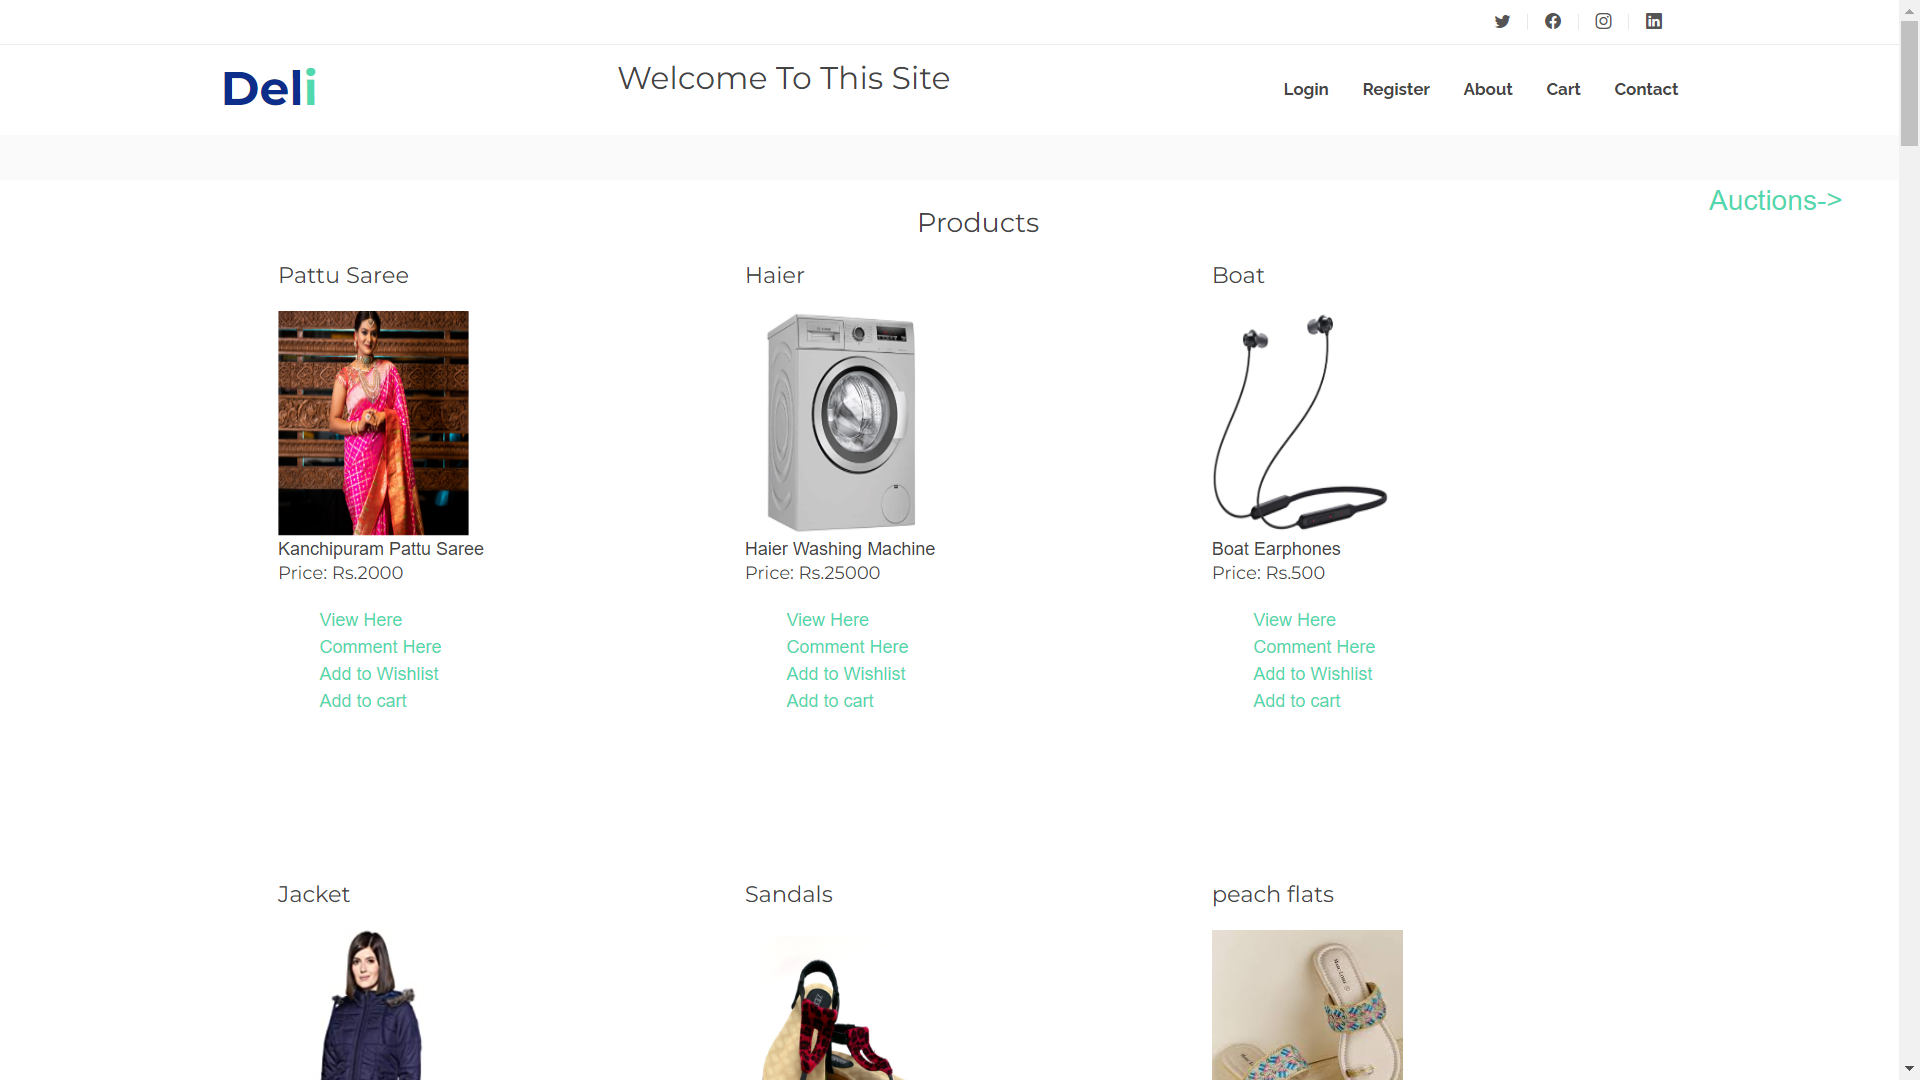 Deli
Welcome To This Site
Login Register About Cart Contact
Auctions->
Products
Pattu Saree
Haier
Boat
Kanchipuram Pattu Saree
Price: Rs.2000
Haier Washing Machine
Price: Rs.25000
Boat Earphones
Price: Rs.500
View Here
Comment Here
Add to Wishlist
Add to cart
View Here
Comment Here
Add to Wishlist
Add to cart
View Here
Comment Here
Add to Wishlist
Add to cart
Jacket
Sandals
peach flats